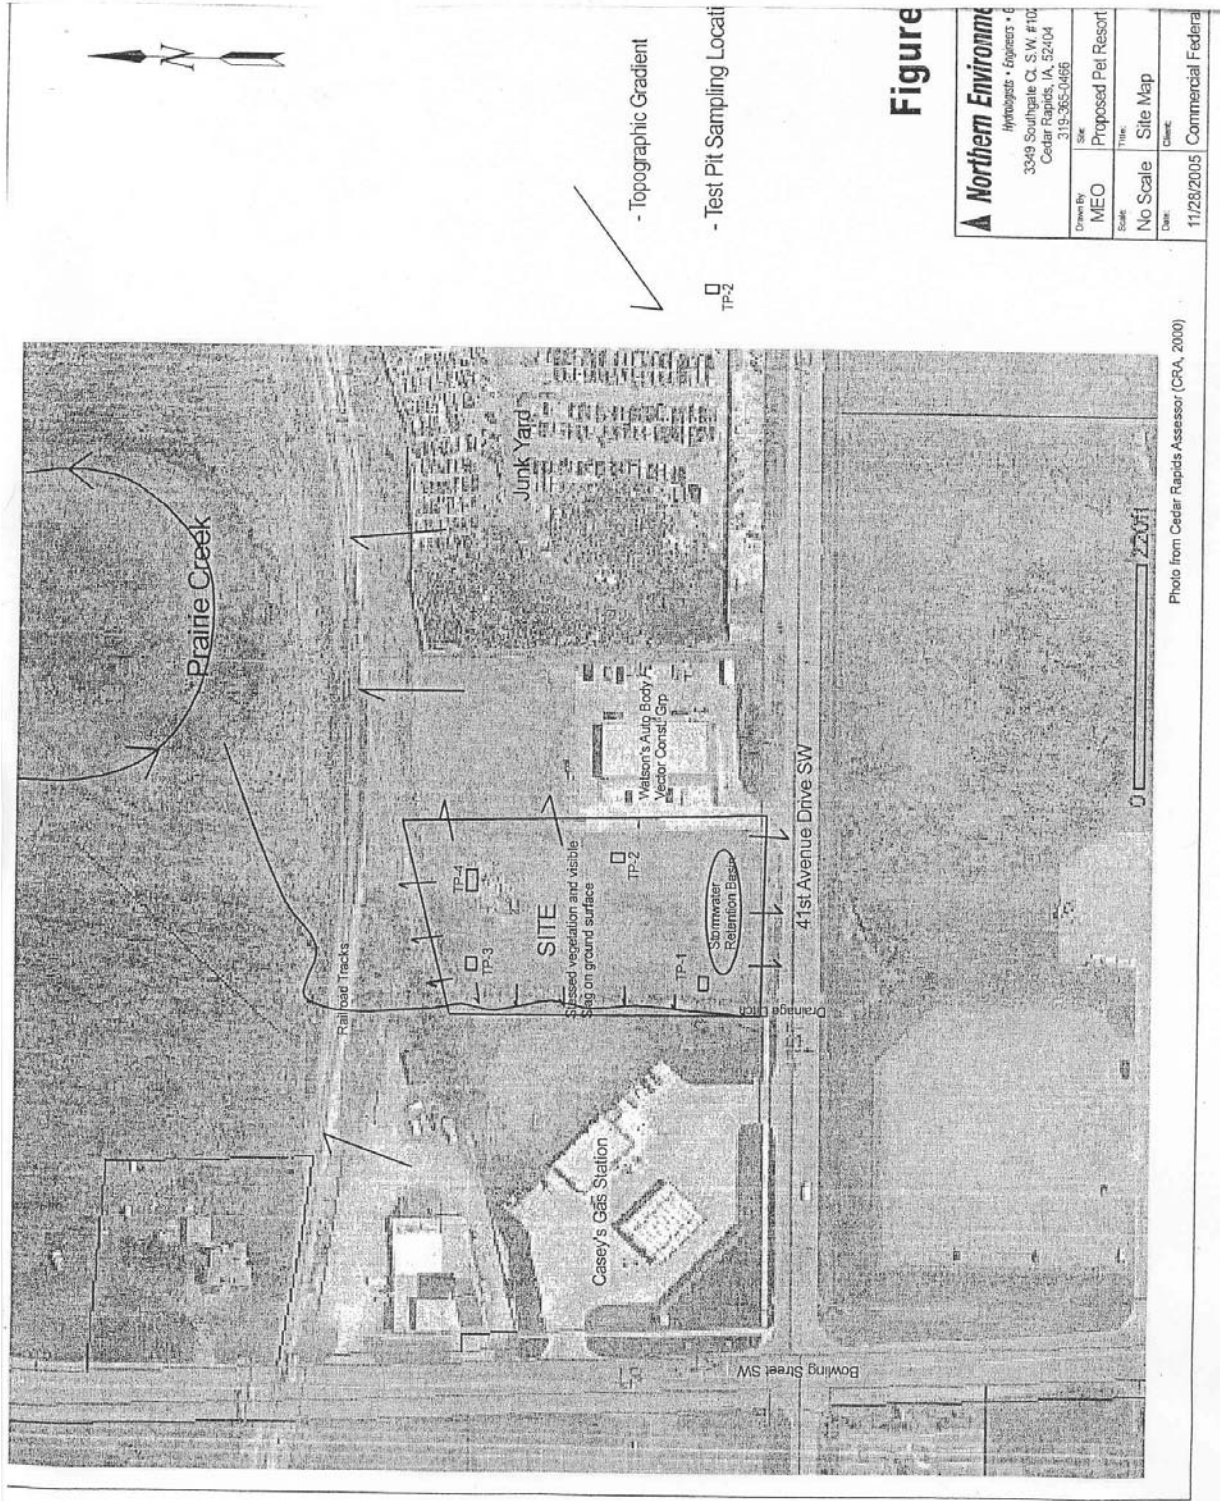 N
Prairie Creek
Railroad Tracks
Junk Yard
TP-4
TP-3
SITE
Stressed vegetation and visible
Slag on ground surface
TP-2
TP-1
Stormwater
Retention Basin
Watson's Auto Body /
Vector Const. Grp
Casey's Gas Station
Drainage Ditch
41st Avenue Drive SW
Bowling Street SW
0 220ft
Photo from Cedar Rapids Assessor (CRA, 2000)
- Topographic Gradient
TP-2
- Test Pit Sampling Locati
Figure
Northern Environme
Hydrologists • Engineers •
3349 Southgate Ct. S.W. #102
Cedar Rapids, IA, 52404
319-365-0466
Drawn By
MEO
Site:
Proposed Pet Resort
Scale:
No Scale
Title:
Site Map
Date:
11/28/2005
Client:
Commercial Federa